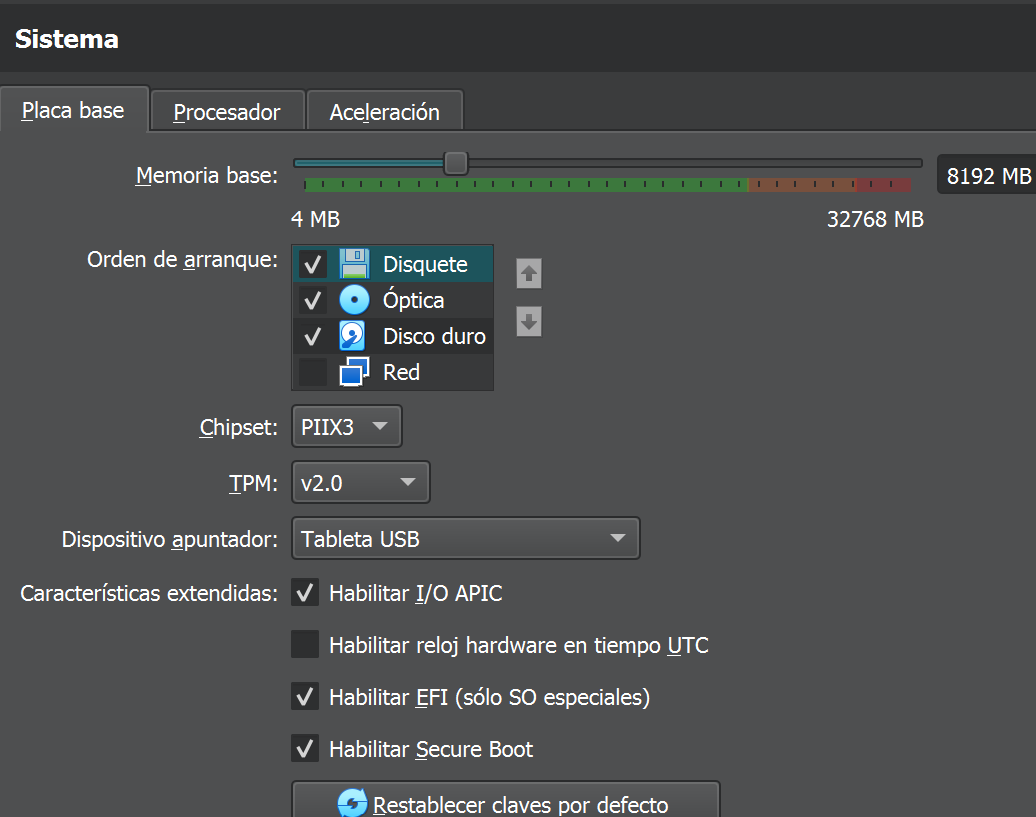 Sistema
Placa base Procesador Aceleración
Memoria base: 8192 MB
4 MB 32768 MB
Orden de arranque: Disquete
Óptica
Disco duro
Red
Chipset: PIIX3
TPM: v2.0
Dispositivo apuntador: Tableta USB
Características extendidas: Habilitar I/O APIC
Habilitar reloj hardware en tiempo UTC
Habilitar EFI (sólo SO especiales)
Habilitar Secure Boot
Restablecer claves por defecto